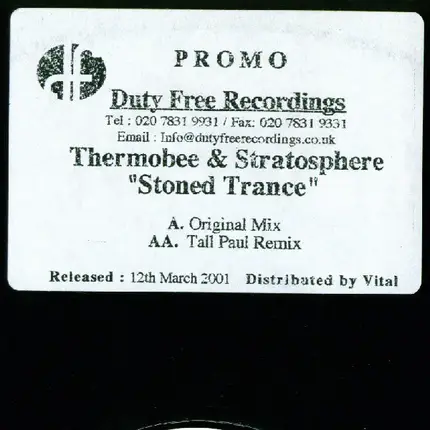 PROMO
Duty Free Recordings
Tel : 020 7831 9931 / Fax: 020 7831 9331
Email : Info@dutyfreerecordings.co.uk
Thermobee & Stratosphere
"Stoned Trance"
A. Original Mix
AA. Tall Paul Remix
Released : 12th March 2001 Distributed by Vital